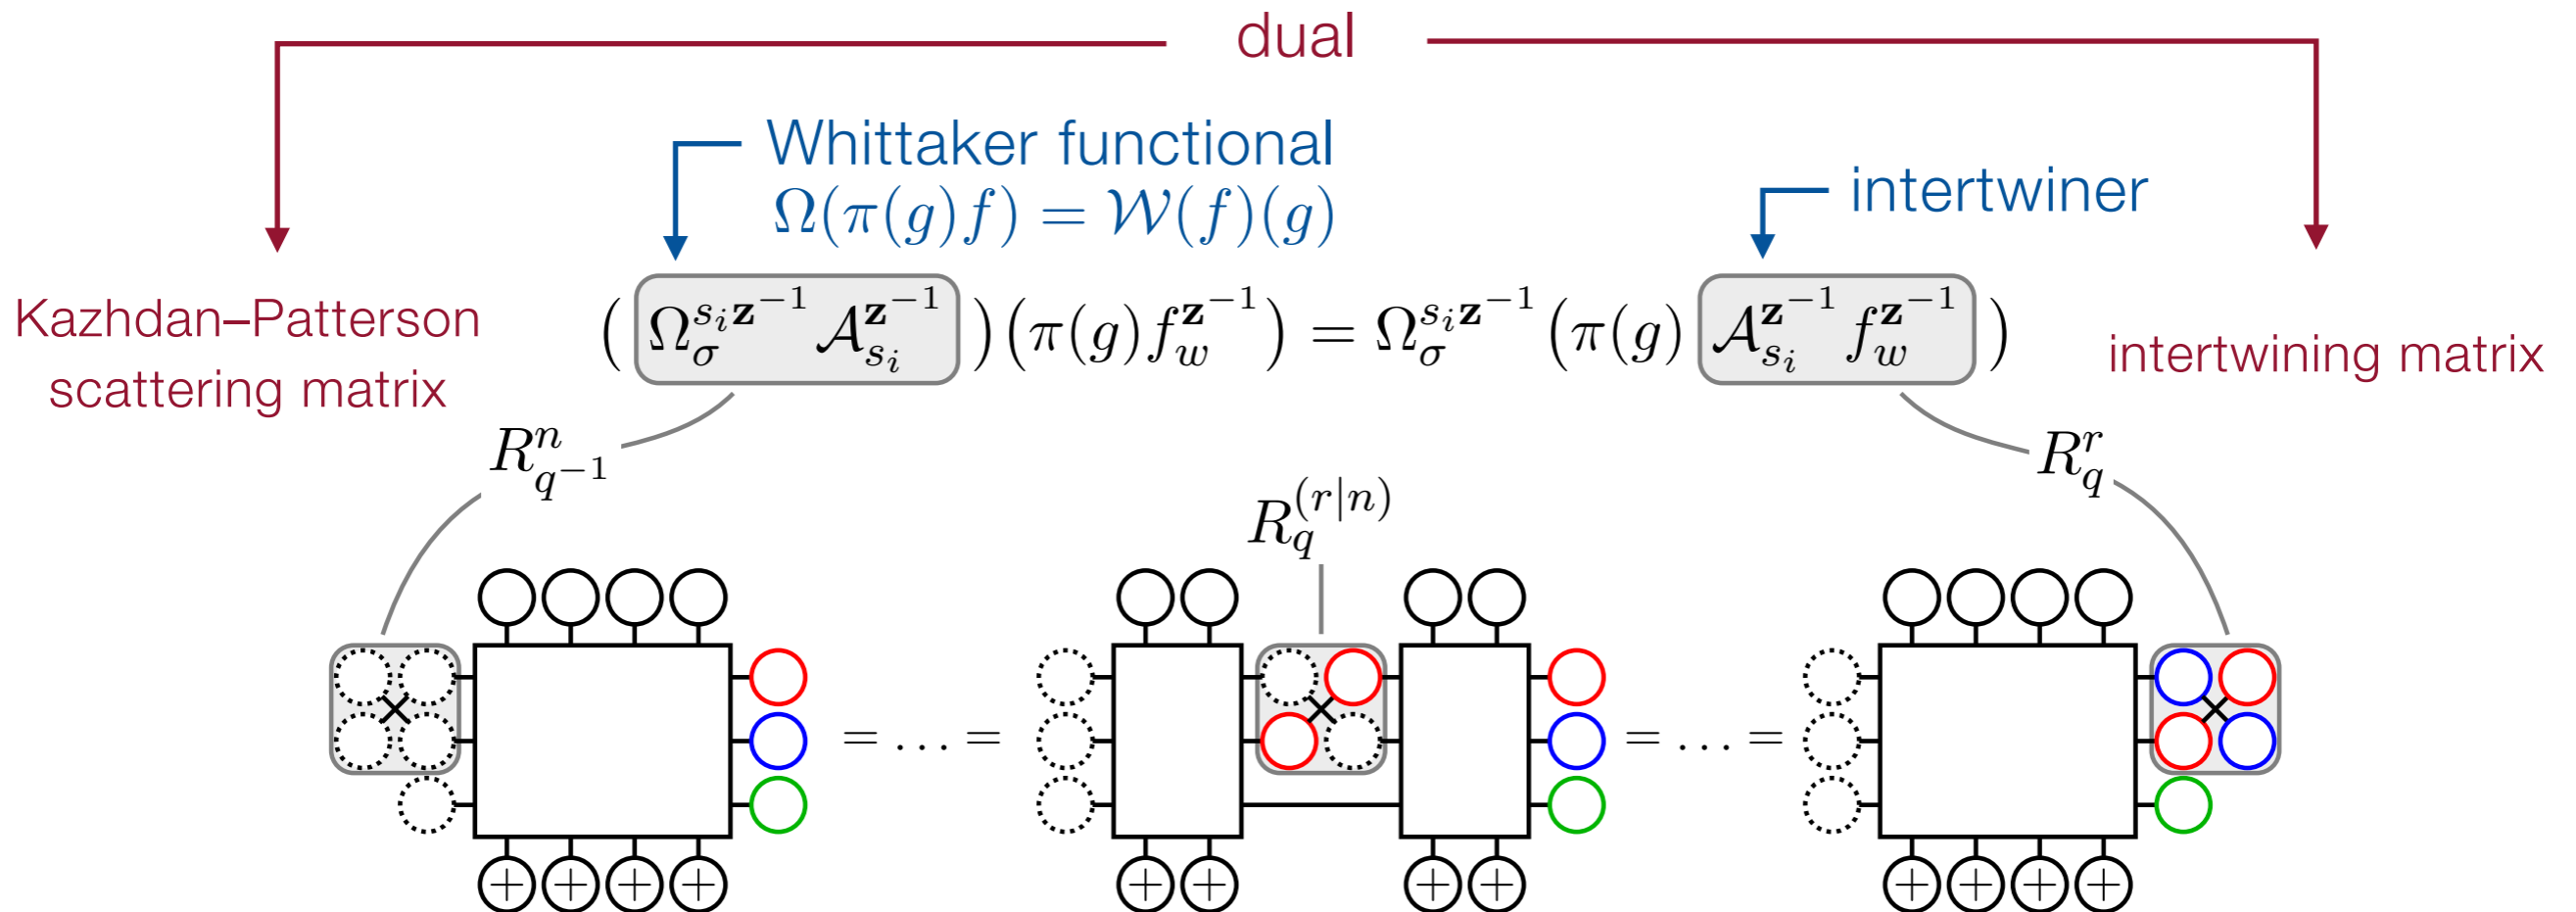 dual
Whittaker functional
Ω(π(g)f) = 𝒲(f)(g)
intertwiner
Kazhdan–Patterson
scattering matrix
(Ω_σ^{s_i 𝐳^{-1}} 𝒜_{s_i}^{𝐳^{-1}})(π(g) f_w^{𝐳^{-1}}) = Ω_σ^{s_i 𝐳^{-1}}(π(g) 𝒜_{s_i}^{𝐳^{-1}} f_w^{𝐳^{-1}})
intertwining matrix
R_{q^{-1}}^n
R_q^{(r|n)}
R_q^r
= … = = … =
+ + + + + + + + + + + +